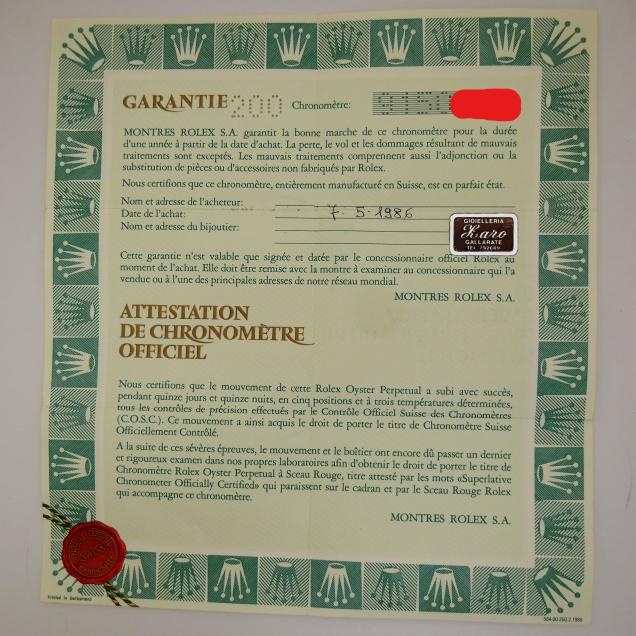 GARANTIE 200 Chronomètre:
MONTRES ROLEX S.A. garantit la bonne marche de ce chronomètre pour la durée
d'une année à partir de la date d'achat. La perte, le vol et les dommages résultant de mauvais
traitements sont exceptés. Les mauvais traitements comprennent aussi l'adjonction ou la
substitution de pièces ou d'accessoires non fabriqués par Rolex.
Nous certifions que ce chronomètre, entièrement manufacturé en Suisse, est en parfait état.
Nom et adresse de l'acheteur:
Date de l'achat: 7.5.1986
Nom et adresse du bijoutier:
GIOIELLERIA
Karo
GALLARATE
Cette garantie n'est valable que signée et datée par le concessionnaire officiel Rolex au
moment de l'achat. Elle doit être remise avec la montre à examiner au concessionnaire qui l'a
vendue ou à l'une des principales adresses de notre réseau mondial.
MONTRES ROLEX S.A.
ATTESTATION
DE CHRONOMÈTRE
OFFICIEL
Nous certifions que le mouvement de cette Rolex Oyster Perpetual a subi avec succès,
pendant quinze jours et quinze nuits, en cinq positions et à trois températures déterminées,
tous les contrôles de précision effectués par le Contrôle Officiel Suisse des Chronomètres
(C.O.S.C.). Ce mouvement a ainsi acquis le droit de porter le titre de Chronomètre Suisse
Officiellement Contrôlé.
A la suite de ces sévères épreuves, le mouvement et le boîtier ont encore dû passer un dernier
et rigoureux examen dans nos propres laboratoires afin d'obtenir le droit de porter le titre de
Chronomètre Rolex Oyster Perpetual à Sceau Rouge, titre attesté par les mots «Superlative
Chronometer Officially Certified» qui paraissent sur le cadran et par le Sceau Rouge Rolex
qui accompagne ce chronomètre.
MONTRES ROLEX S.A.
Printed in Switzerland